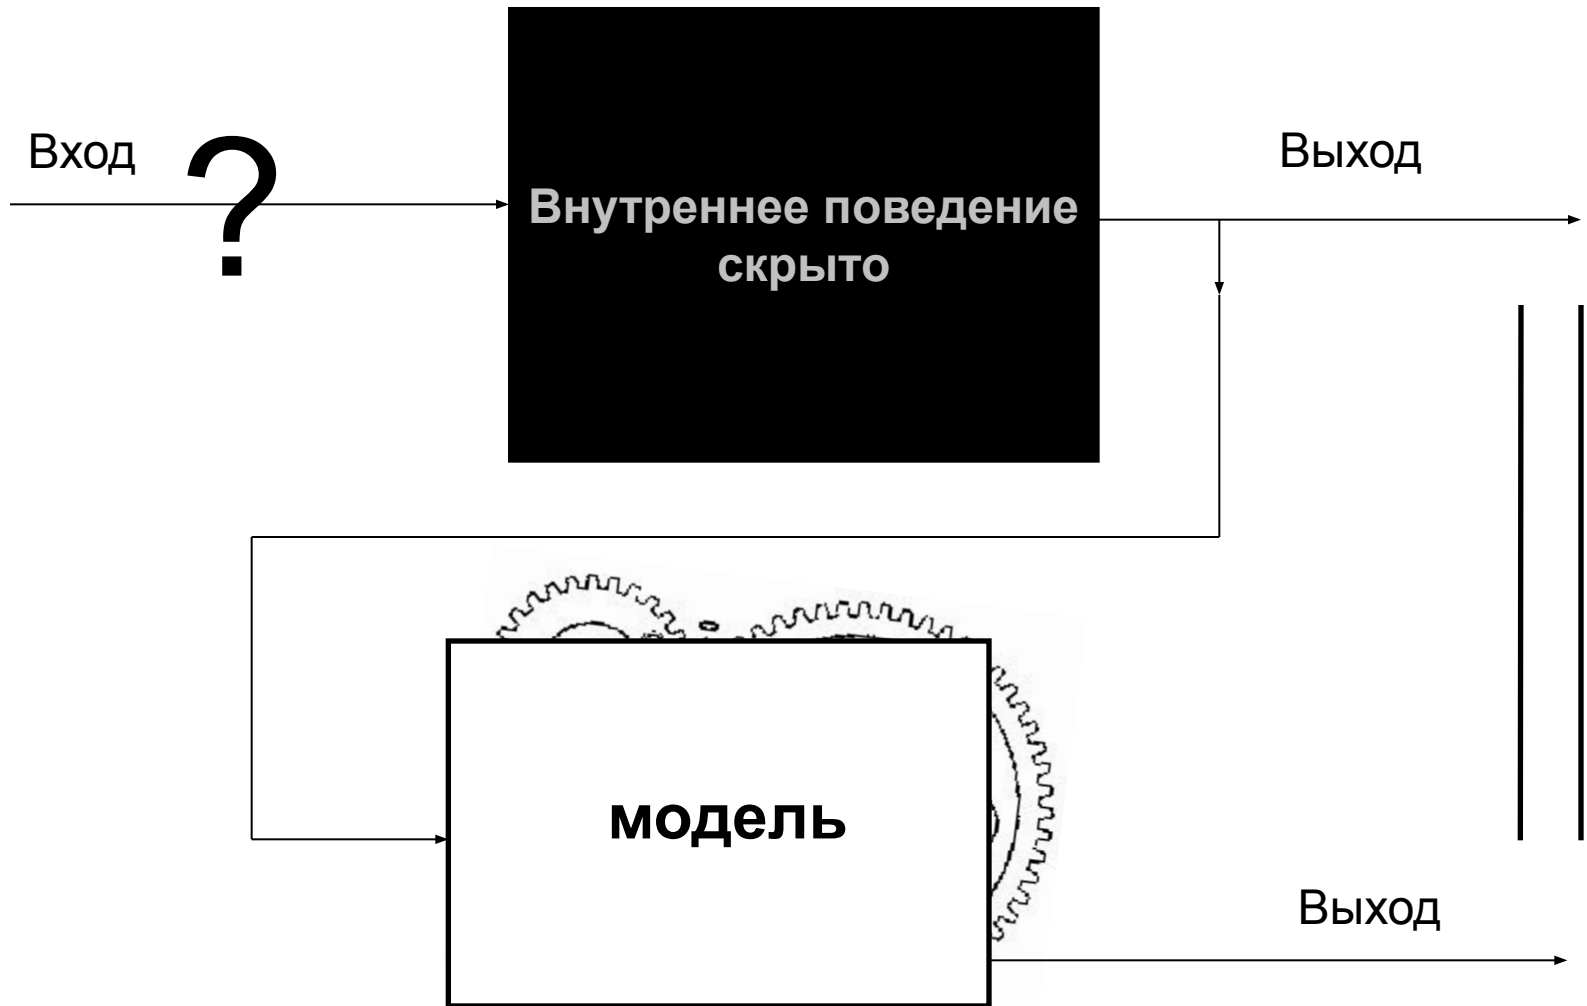 Вход
?
Выход
Внутреннее поведение
скрыто
модель
Выход